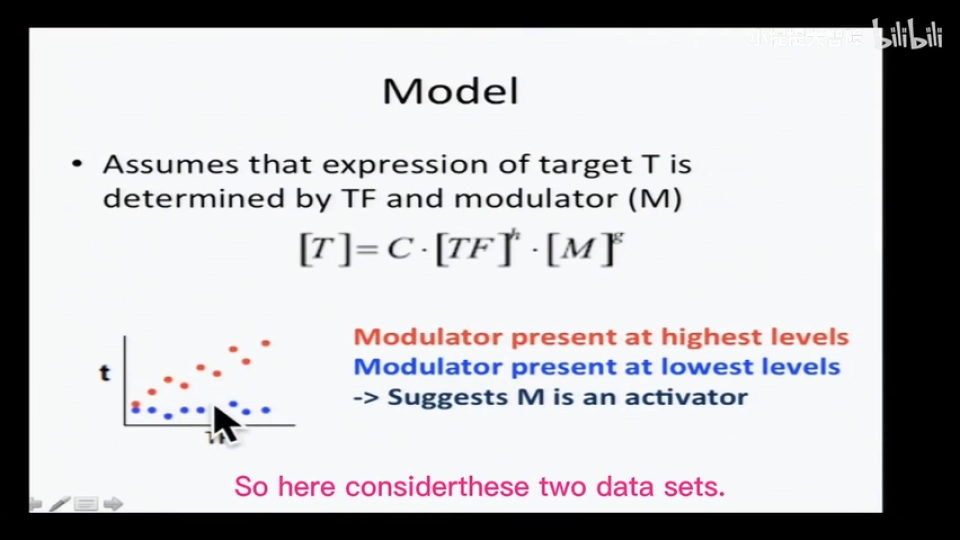 bilibili
Model
• Assumes that expression of target T is
determined by TF and modulator (M)
[T]= C · [TF]^h · [M]^g
Modulator present at highest levels
t
Modulator present at lowest levels
-> Suggests M is an activator
So here considerthese two data sets.